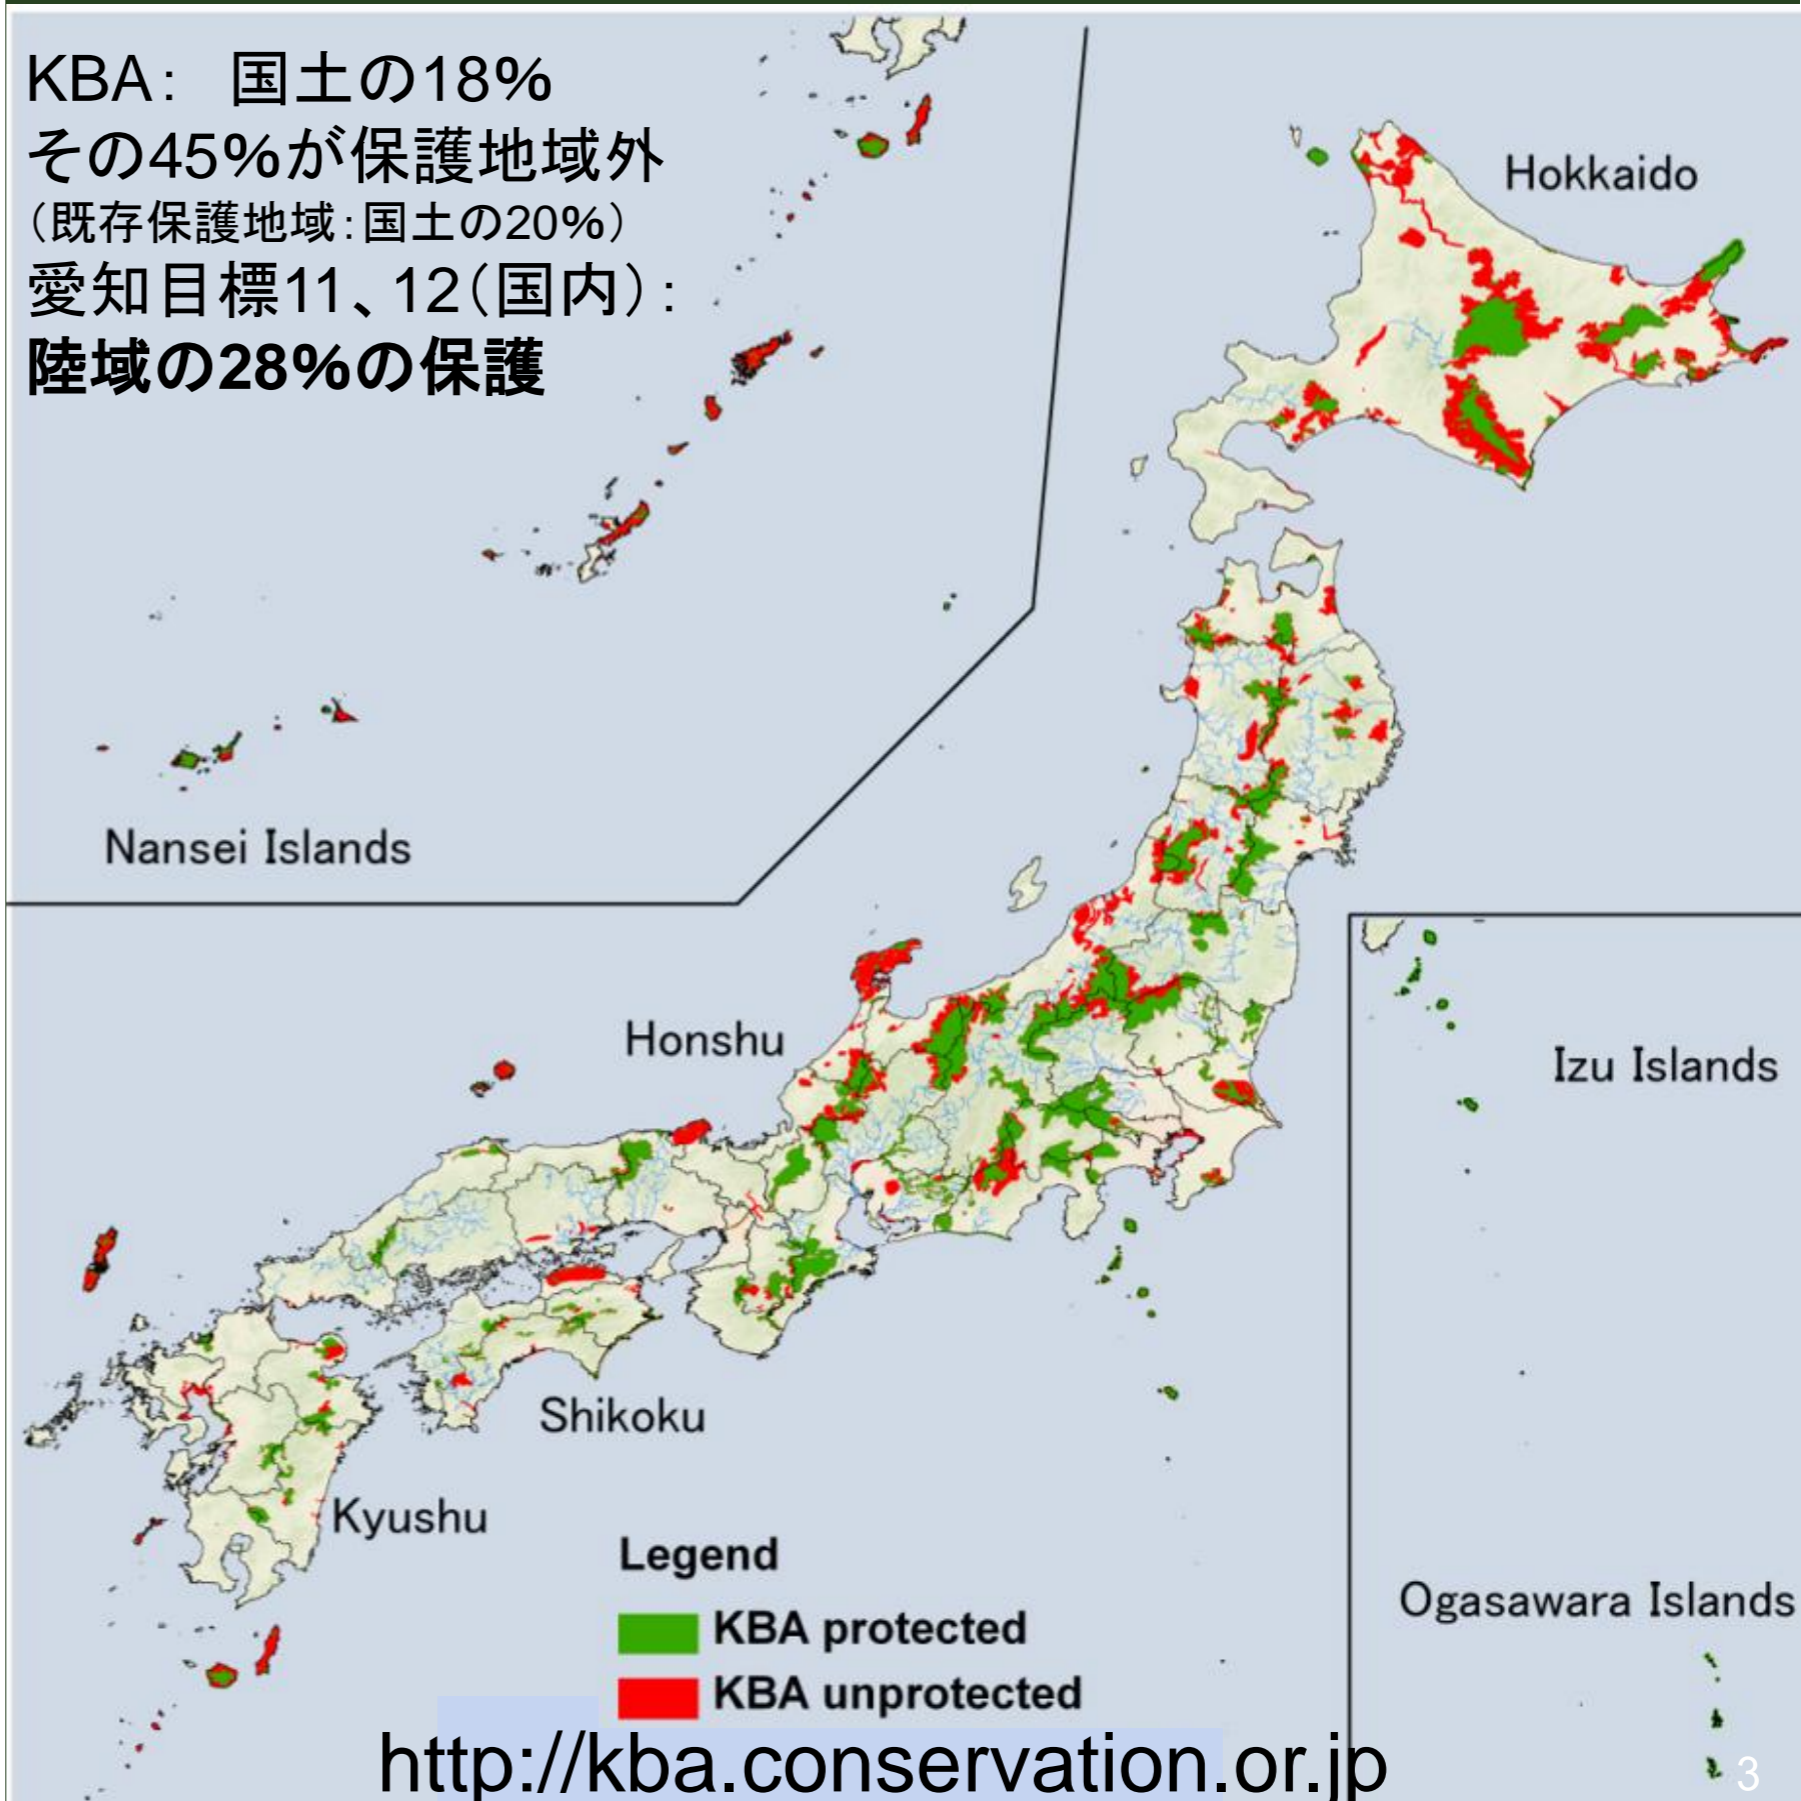 KBA： 国土の18%
その45%が保護地域外
（既存保護地域：国土の20%）
愛知目標11、12（国内）：
陸域の28%の保護
Hokkaido
Nansei Islands
Honshu
Izu Islands
Shikoku
Kyushu
Ogasawara Islands
Legend
KBA protected
KBA unprotected
http://kba.conservation.or.jp
3